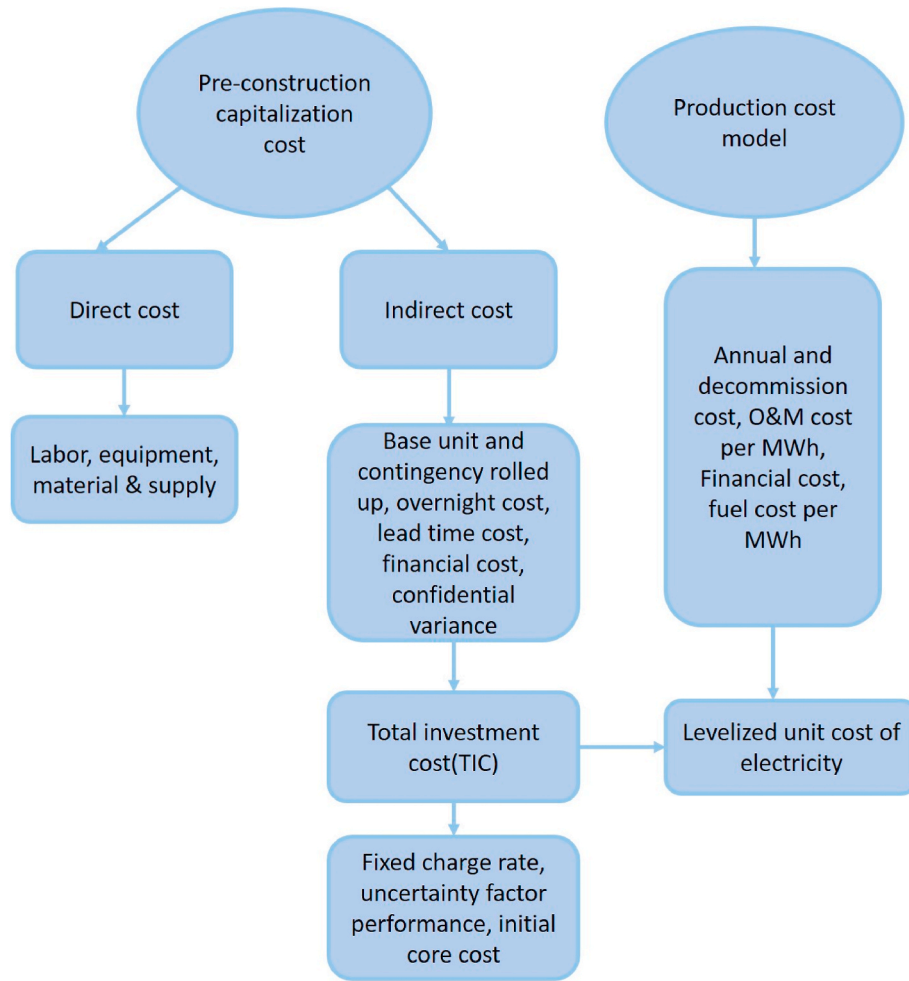 Pre-construction
capitalization
cost
Production cost
model
Direct cost
Indirect cost
Annual and
decommission
cost, O&M cost
per MWh,
Financial cost,
fuel cost per
MWh
Labor, equipment,
material & supply
Base unit and
contingency rolled
up, overnight cost,
lead time cost,
financial cost,
confidential
variance
Total investment
cost(TIC)
Levelized unit cost of
electricity
Fixed charge rate,
uncertainty factor
performance, initial
core cost